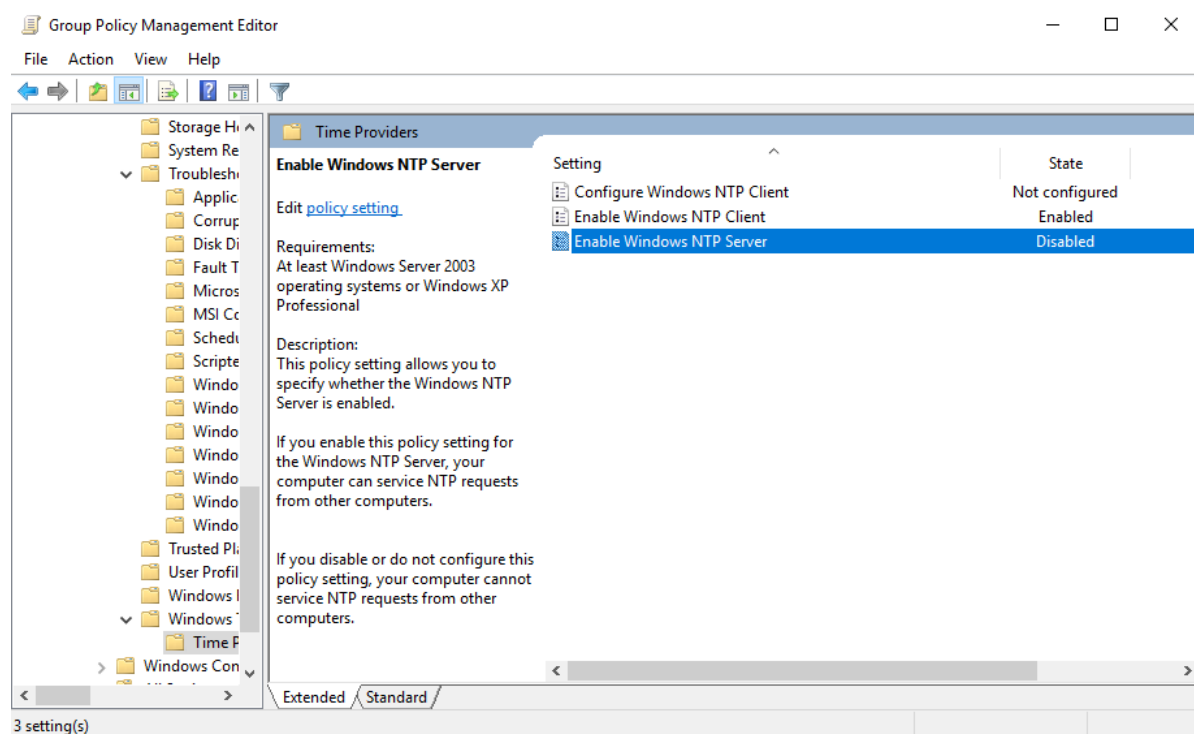 Group Policy Management Editor
File Action View Help
Storage H
System Re
Troublesh
Applic
Corrup
Disk Di
Fault T
Micros
MSI Co
Schedu
Scripte
Windo
Windo
Windo
Windo
Windo
Windo
Windo
Trusted Pl
User Profil
Windows
Windows
Time P
Windows Con
Time Providers
Enable Windows NTP Server
Edit policy setting
Requirements:
At least Windows Server 2003
operating systems or Windows XP
Professional
Description:
This policy setting allows you to
specify whether the Windows NTP
Server is enabled.
If you enable this policy setting for
the Windows NTP Server, your
computer can service NTP requests
from other computers.
If you disable or do not configure this
policy setting, your computer cannot
service NTP requests from other
computers.
Setting State
Configure Windows NTP Client Not configured
Enable Windows NTP Client Enabled
Enable Windows NTP Server Disabled
Extended Standard
3 setting(s)